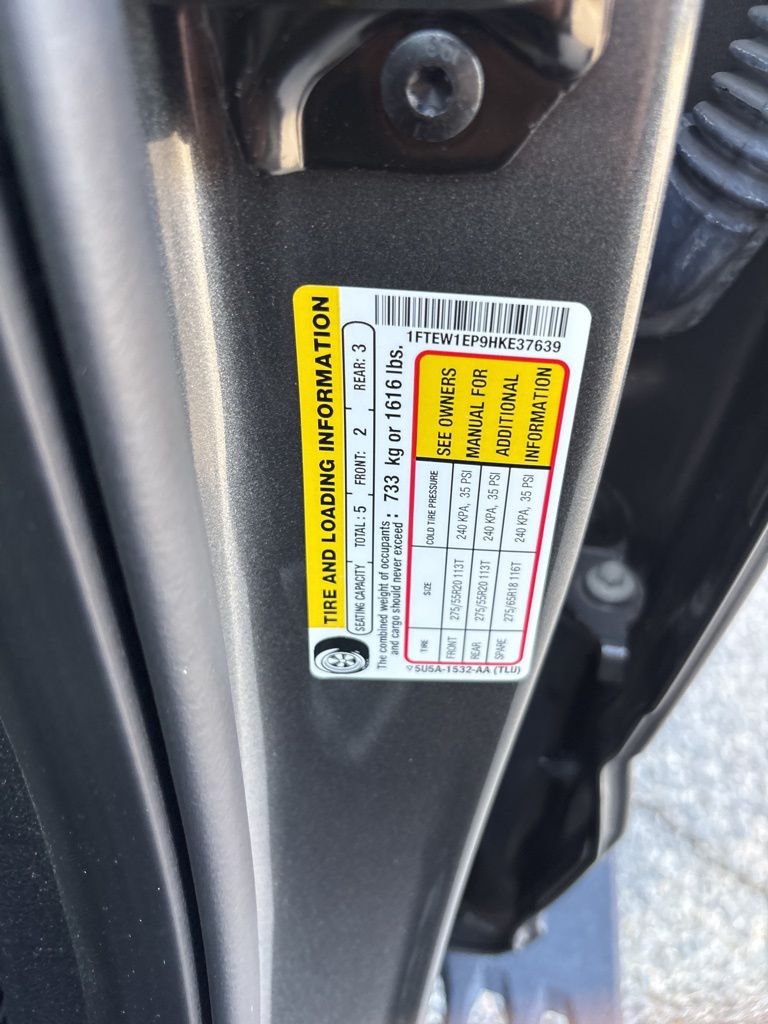 1FTEW1EP9HKE37639
TIRE AND LOADING INFORMATION
SEATING CAPACITY TOTAL: 5 FRONT: 2 REAR: 3
The combined weight of occupants
and cargo should never exceed: 733 kg or 1616 lbs.
TIRE SIZE COLD TIRE PRESSURE
FRONT 275/55R20 113T 240 KPA, 35 PSI
REAR 275/55R20 113T 240 KPA, 35 PSI
SPARE 275/65R18 116T 240 KPA, 35 PSI
SEE OWNERS
MANUAL FOR
ADDITIONAL
INFORMATION
5U5A-1532-AA (TLU)